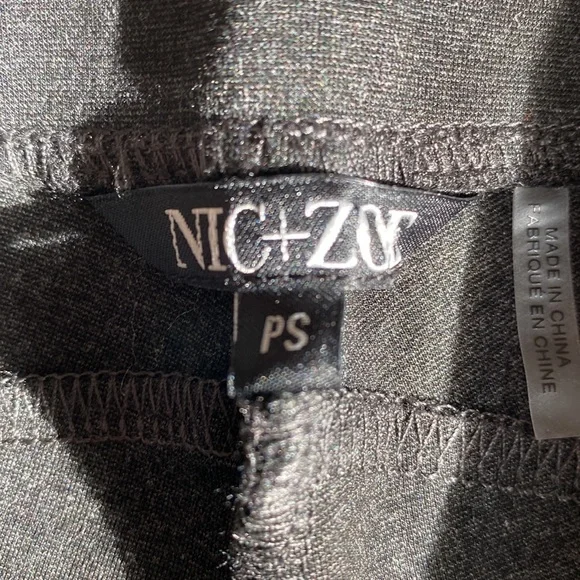 NIC+ZOE
PS
MADE IN CHINA
FABRIQUE EN CHINE